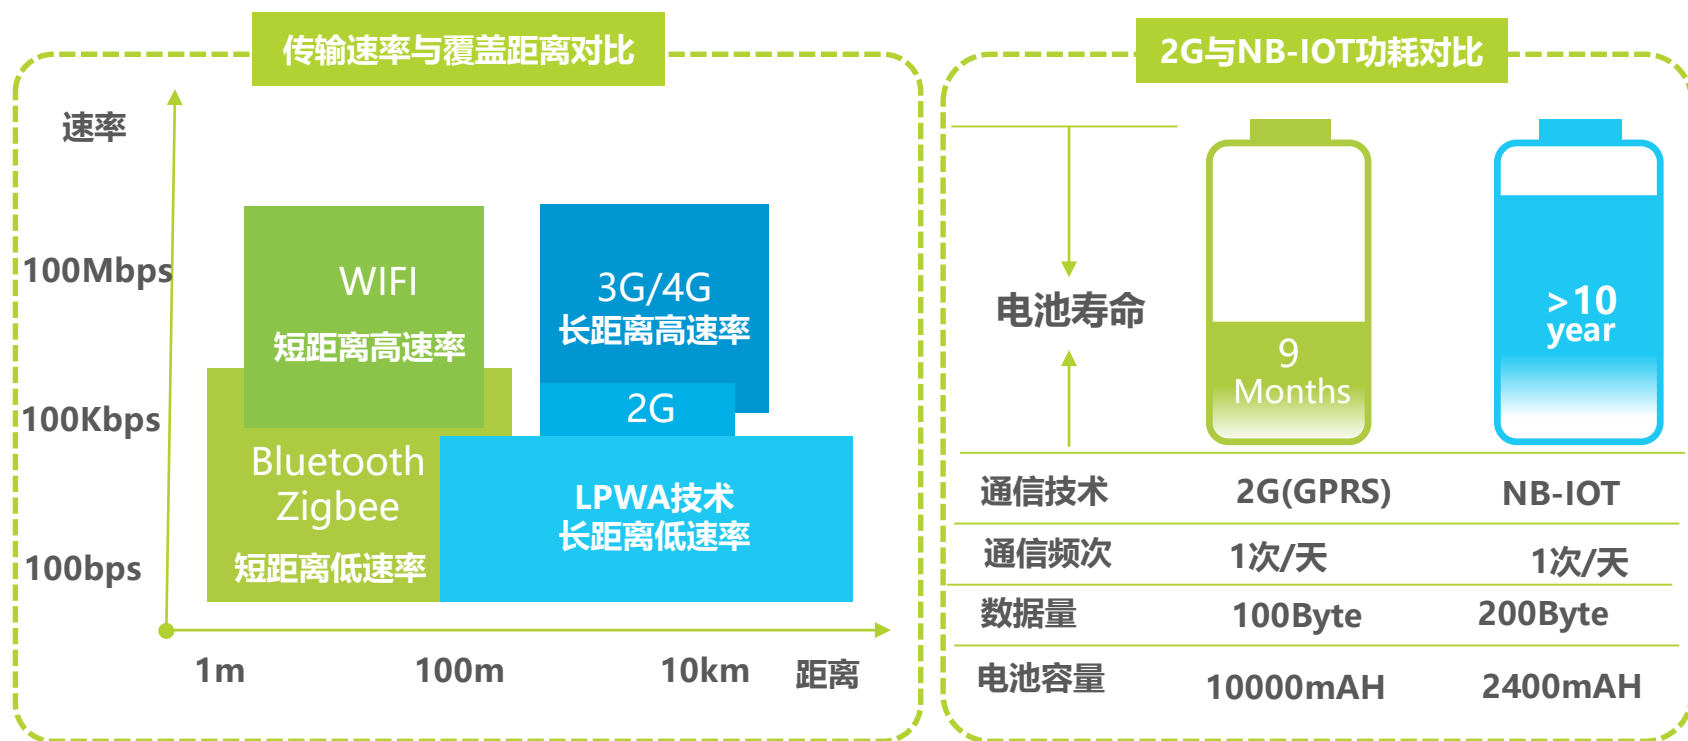 传输速率与覆盖距离对比
速率
100Mbps
100Kbps
100bps
WIFI
短距离高速率
3G/4G
长距离高速率
2G
Bluetooth
Zigbee
短距离低速率
LPWA技术
长距离低速率
1m
100m
10km
距离
2G与NB-IOT功耗对比
电池寿命
9
Months
>10
year
通信技术
2G(GPRS)
NB-IOT
通信频次
1次/天
1次/天
数据量
100Byte
200Byte
电池容量
10000mAH
2400mAH